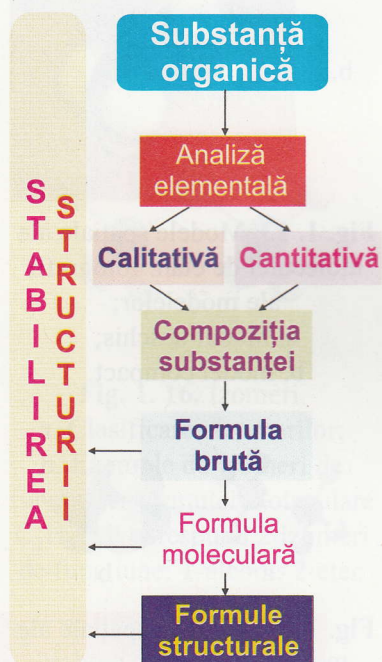 STABILIREA
STRUCTURII
Substanță
organică
Analiză
elementală
Calitativă Cantitativă
Compoziția
substanței
Formula
brută
Formula
moleculară
Formule
structurale